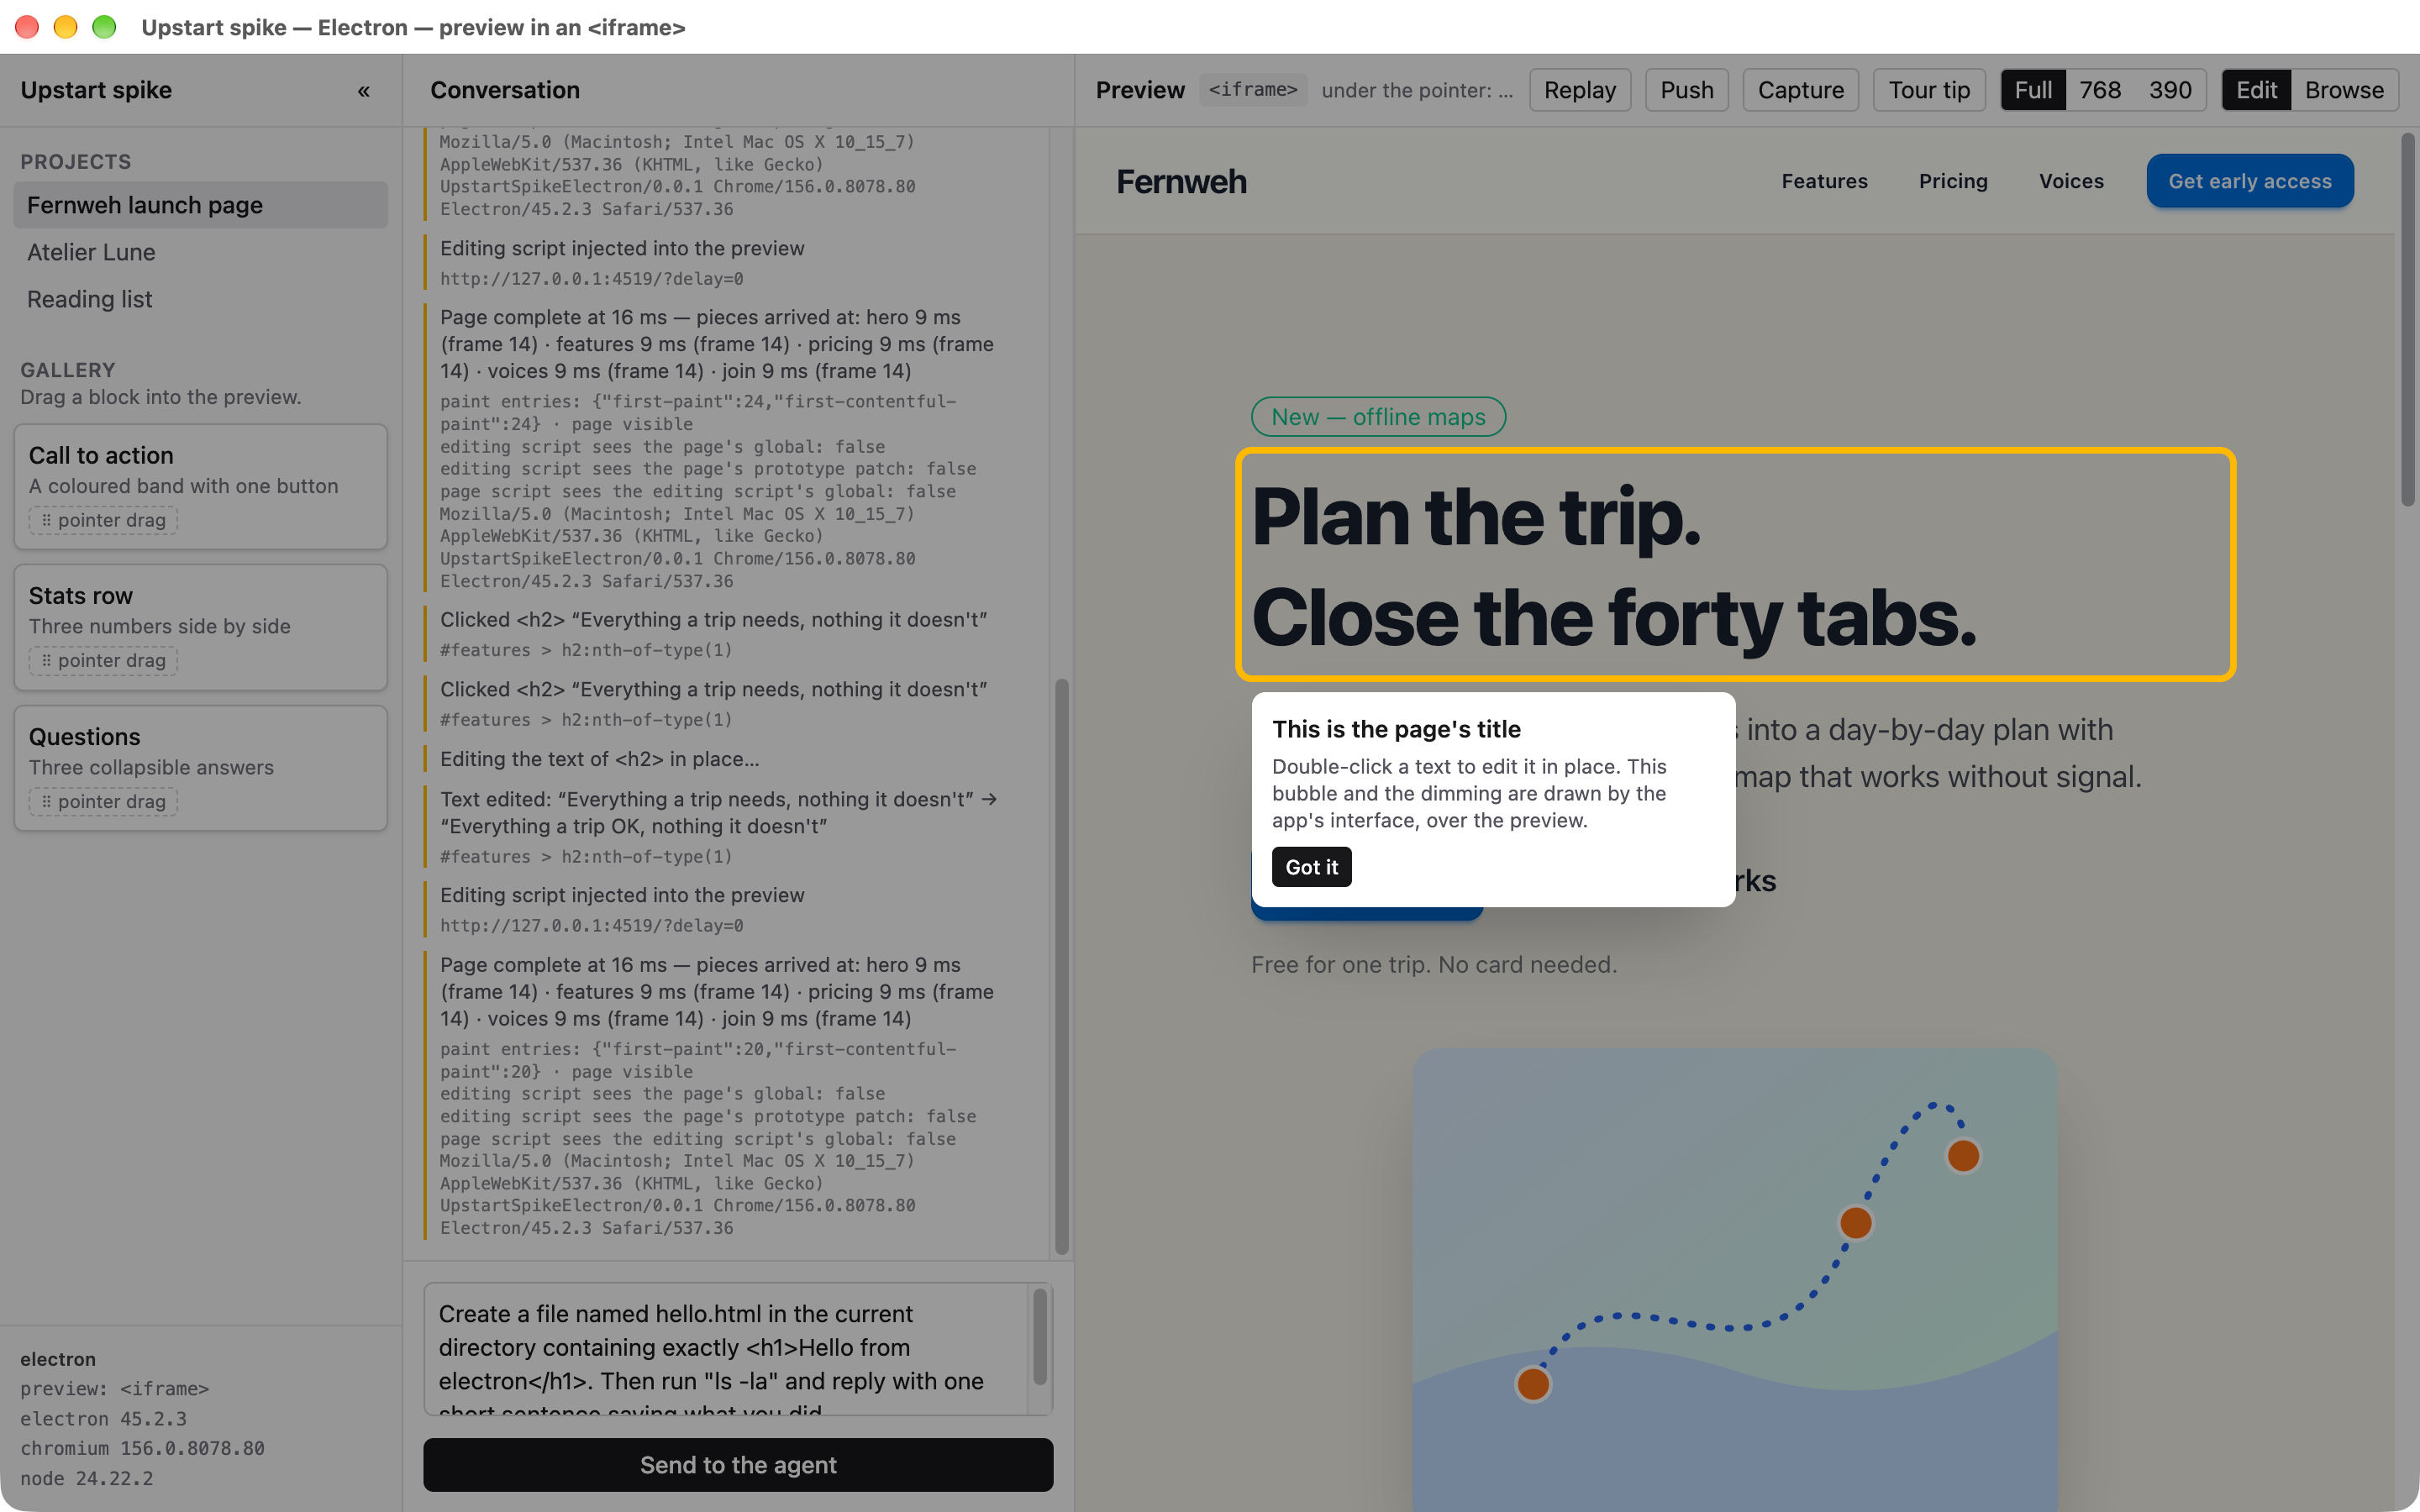 Upstart spike — Electron — preview in an <iframe>
Upstart spike
«
PROJECTS
Fernweh launch page
Atelier Lune
Reading list
GALLERY
Drag a block into the preview.
Call to action
A coloured band with one button
⠿ pointer drag
Stats row
Three numbers side by side
⠿ pointer drag
Questions
Three collapsible answers
⠿ pointer drag
electron
preview: <iframe>
electron 45.2.3
chromium 156.0.8078.80
node 24.22.2
Conversation
Mozilla/5.0 (Macintosh; Intel Mac OS X 10_15_7)
AppleWebKit/537.36 (KHTML, like Gecko)
UpstartSpikeElectron/0.0.1 Chrome/156.0.8078.80
Electron/45.2.3 Safari/537.36
Editing script injected into the preview
http://127.0.0.1:4519/?delay=0
Page complete at 16 ms — pieces arrived at: hero 9 ms
(frame 14) · features 9 ms (frame 14) · pricing 9 ms (frame
14) · voices 9 ms (frame 14) · join 9 ms (frame 14)
paint entries: {"first-paint":24,"first-contentful-
paint":24} · page visible
editing script sees the page's global: false
editing script sees the page's prototype patch: false
page script sees the editing script's global: false
Mozilla/5.0 (Macintosh; Intel Mac OS X 10_15_7)
AppleWebKit/537.36 (KHTML, like Gecko)
UpstartSpikeElectron/0.0.1 Chrome/156.0.8078.80
Electron/45.2.3 Safari/537.36
Clicked <h2> “Everything a trip needs, nothing it doesn't”
#features > h2:nth-of-type(1)
Clicked <h2> “Everything a trip needs, nothing it doesn't”
#features > h2:nth-of-type(1)
Editing the text of <h2> in place…
Text edited: “Everything a trip needs, nothing it doesn't” →
“Everything a trip OK, nothing it doesn't”
#features > h2:nth-of-type(1)
Editing script injected into the preview
http://127.0.0.1:4519/?delay=0
Page complete at 16 ms — pieces arrived at: hero 9 ms
(frame 14) · features 9 ms (frame 14) · pricing 9 ms (frame
14) · voices 9 ms (frame 14) · join 9 ms (frame 14)
paint entries: {"first-paint":20,"first-contentful-
paint":20} · page visible
editing script sees the page's global: false
editing script sees the page's prototype patch: false
page script sees the editing script's global: false
Mozilla/5.0 (Macintosh; Intel Mac OS X 10_15_7)
AppleWebKit/537.36 (KHTML, like Gecko)
UpstartSpikeElectron/0.0.1 Chrome/156.0.8078.80
Electron/45.2.3 Safari/537.36
Create a file named hello.html in the current
directory containing exactly <h1>Hello from
electron</h1>. Then run "ls -la" and reply with one
short sentence saying what you did.
Send to the agent
Preview <iframe> under the pointer: … Replay Push Capture Tour tip Full 768 390 Edit Browse
Fernweh Features Pricing Voices Get early access
New — offline maps
Plan the trip.
Close the forty tabs.
into a day-by-day plan with
map that works without signal.
This is the page's title
Double-click a text to edit it in place. This
bubble and the dimming are drawn by the
app's interface, over the preview.
Got it
Free for one trip. No card needed.